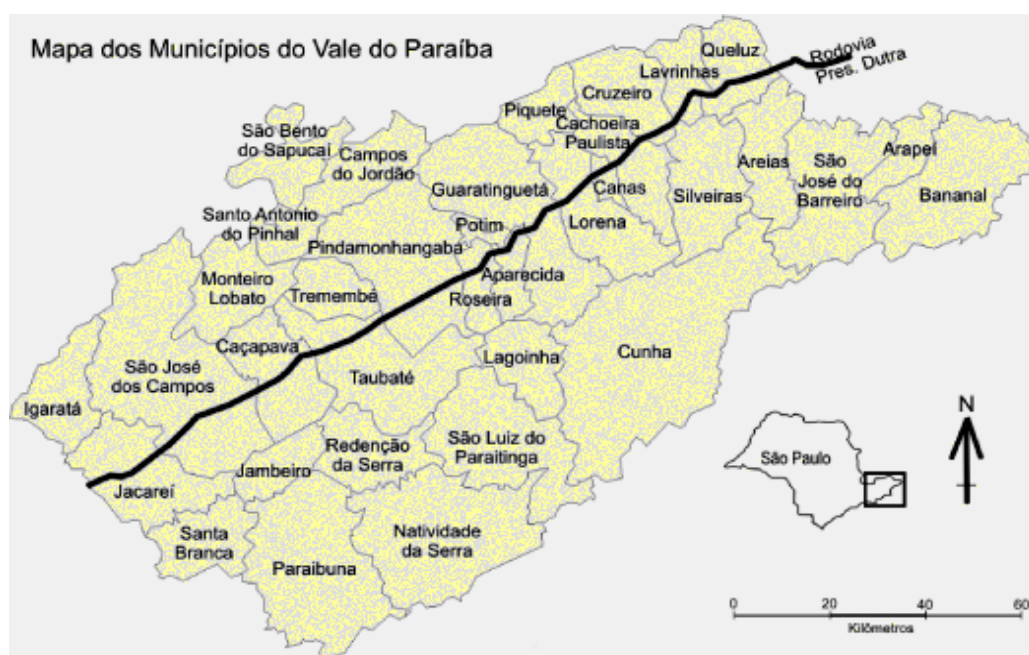 Mapa dos Municípios do Vale do Paraíba
Queluz
Rodovia
Pres. Dutra
Lavrinhas
Cruzeiro
Piquete
Cachoeira
Paulista
São Bento
do Sapucaí
Campos
do Jordão
Guaratinguetá
Canas
Silveiras
Areias
São
José do
Barreiro
Arapeí
Bananal
Santo Antonio
do Pinhal
Potim
Lorena
Pindamonhangaba
Monteiro
Lobato
Tremembé
Aparecida
Roseira
Caçapava
Lagoinha
Cunha
São José
dos Campos
Taubaté
Igaratá
Redenção
da Serra
São Luiz do
Paraitinga
Jambeiro
Jacareí
Santa
Branca
Natividade
da Serra
Paraibuna
N
São Paulo
0 20 40 60
Kilômetros